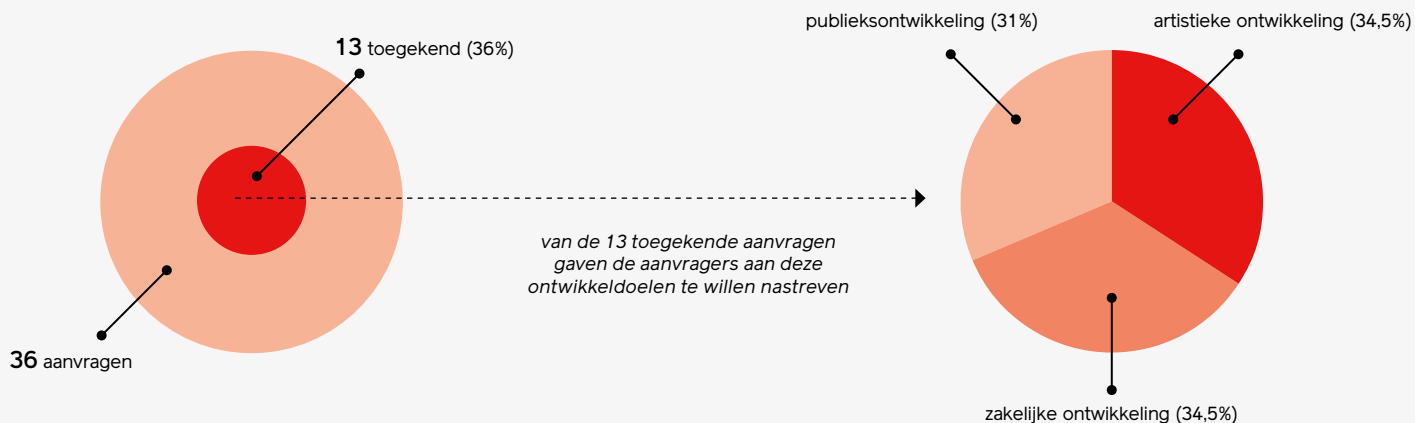 13 toegekend (36%)
36 aanvragen
van de 13 toegekende aanvragen
gaven de aanvragers aan deze
ontwikkeldoelen te willen nastreven
publieksontwikkeling (31%)
artistieke ontwikkeling (34,5%)
zakelijke ontwikkeling (34,5%)